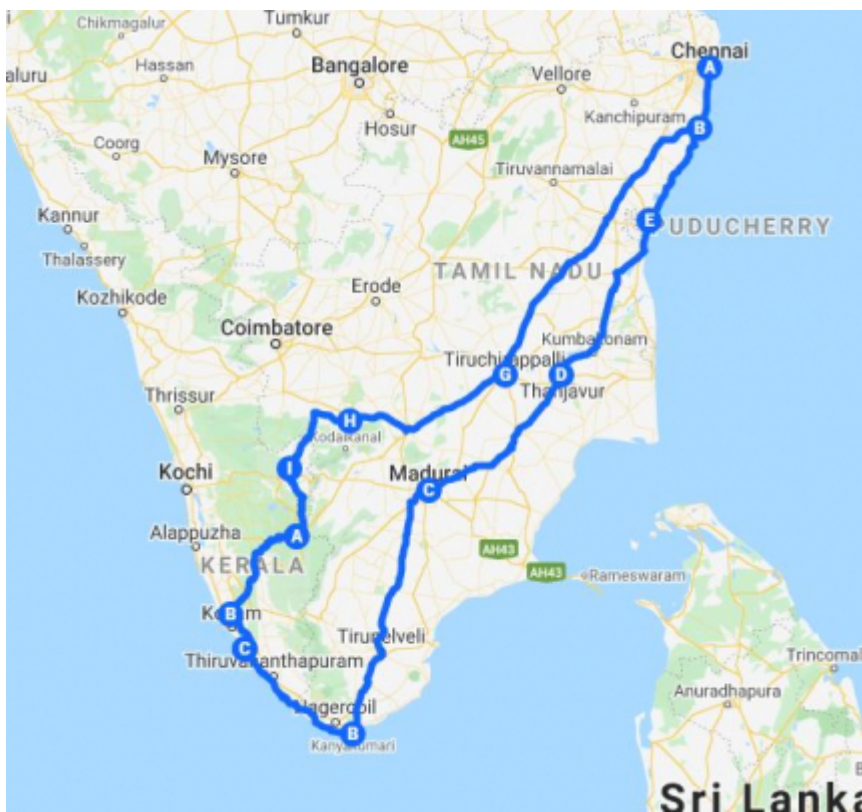 Chikmagalur
Tumkur
Chennai
A
aluru
Hassan
Bangalore
Vellore
Kanchipuram
B
Hosur
AH45
Coorg
Mysore
Tiruvannamalai
Kannur
E
UDUCHERRY
Thalassery
TAMIL NADU
Kozhikode
Erode
Coimbatore
Kumbakonam
Tiruchirappalli
G
D
Thanjavur
Thrissur
H
Kodaikanal
I
Kochi
Madurai
C
Alappuzha
A
AH43
KERALA
AH43
Rameswaram
B
C
Tirunelveli
Thiruvananthapuram
Trincomal
Anuradhapura
Nagercoil
B
Kanyakumari
Sri Lanka